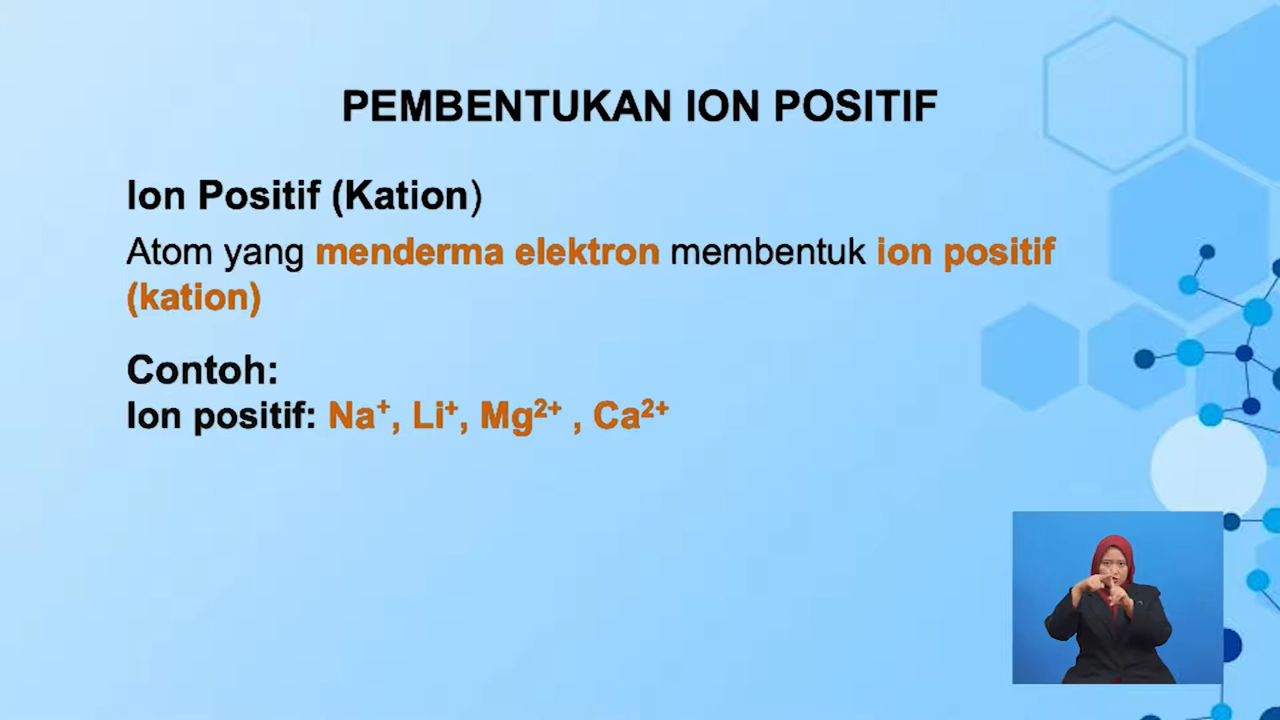 PEMBENTUKAN ION POSITIF
Ion Positif (Kation)
Atom yang menderma elektron membentuk ion positif
(kation)
Contoh:
Ion positif: Na⁺, Li⁺, Mg²⁺ , Ca²⁺